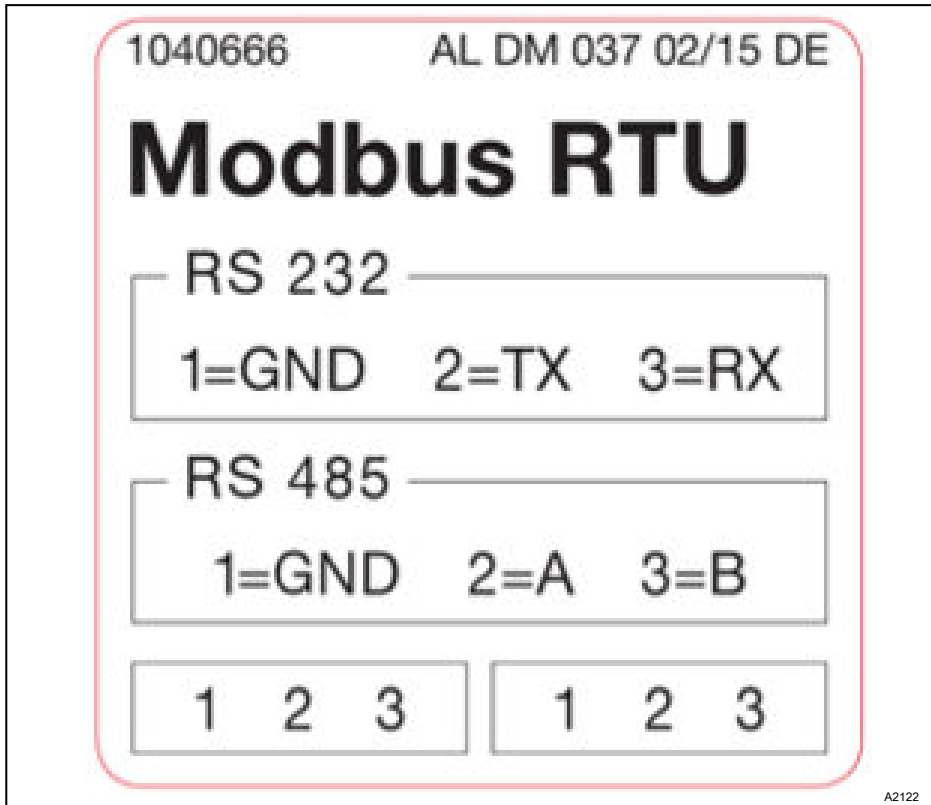 1040666 AL DM 037 02/15 DE
Modbus RTU
RS 232
1=GND 2=TX 3=RX
RS 485
1=GND 2=A 3=B
1 2 3 1 2 3
A2122